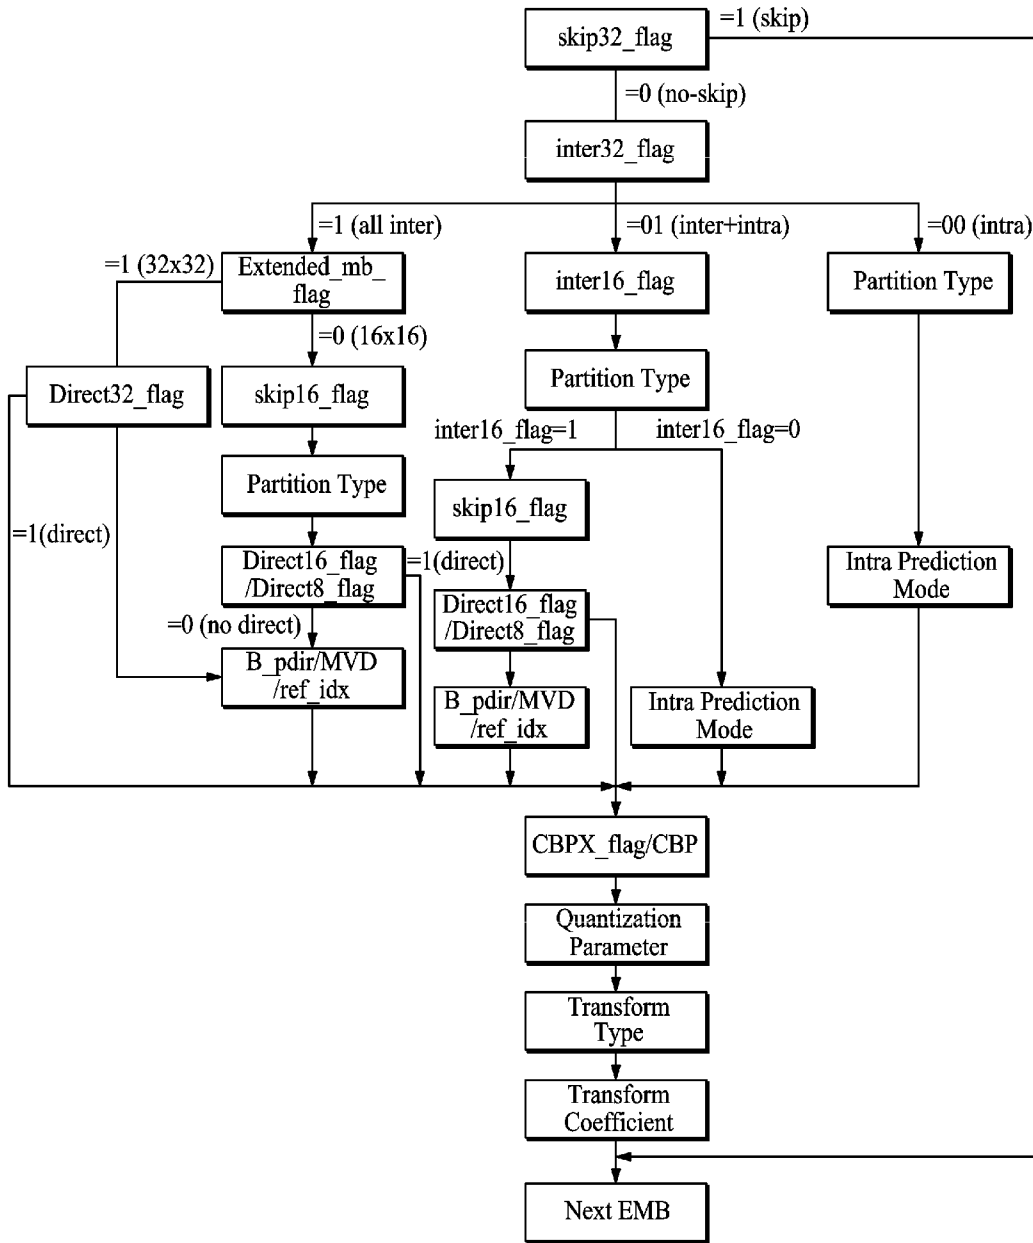 skip32_flag
=1 (skip)
=0 (no-skip)
inter32_flag
=1 (all inter)
=01 (inter+intra)
=00 (intra)
=1 (32x32)
Extended_mb_
flag
inter16_flag
Partition Type
=0 (16x16)
Direct32_flag
skip16_flag
Partition Type
inter16_flag=1
inter16_flag=0
Partition Type
skip16_flag
=1(direct)
Direct16_flag
/Direct8_flag
=1(direct)
Intra Prediction
Mode
Direct16_flag
/Direct8_flag
=0 (no direct)
B_pdir/MVD
/ref_idx
B_pdir/MVD
/ref_idx
Intra Prediction
Mode
CBPX_flag/CBP
Quantization
Parameter
Transform
Type
Transform
Coefficient
Next EMB